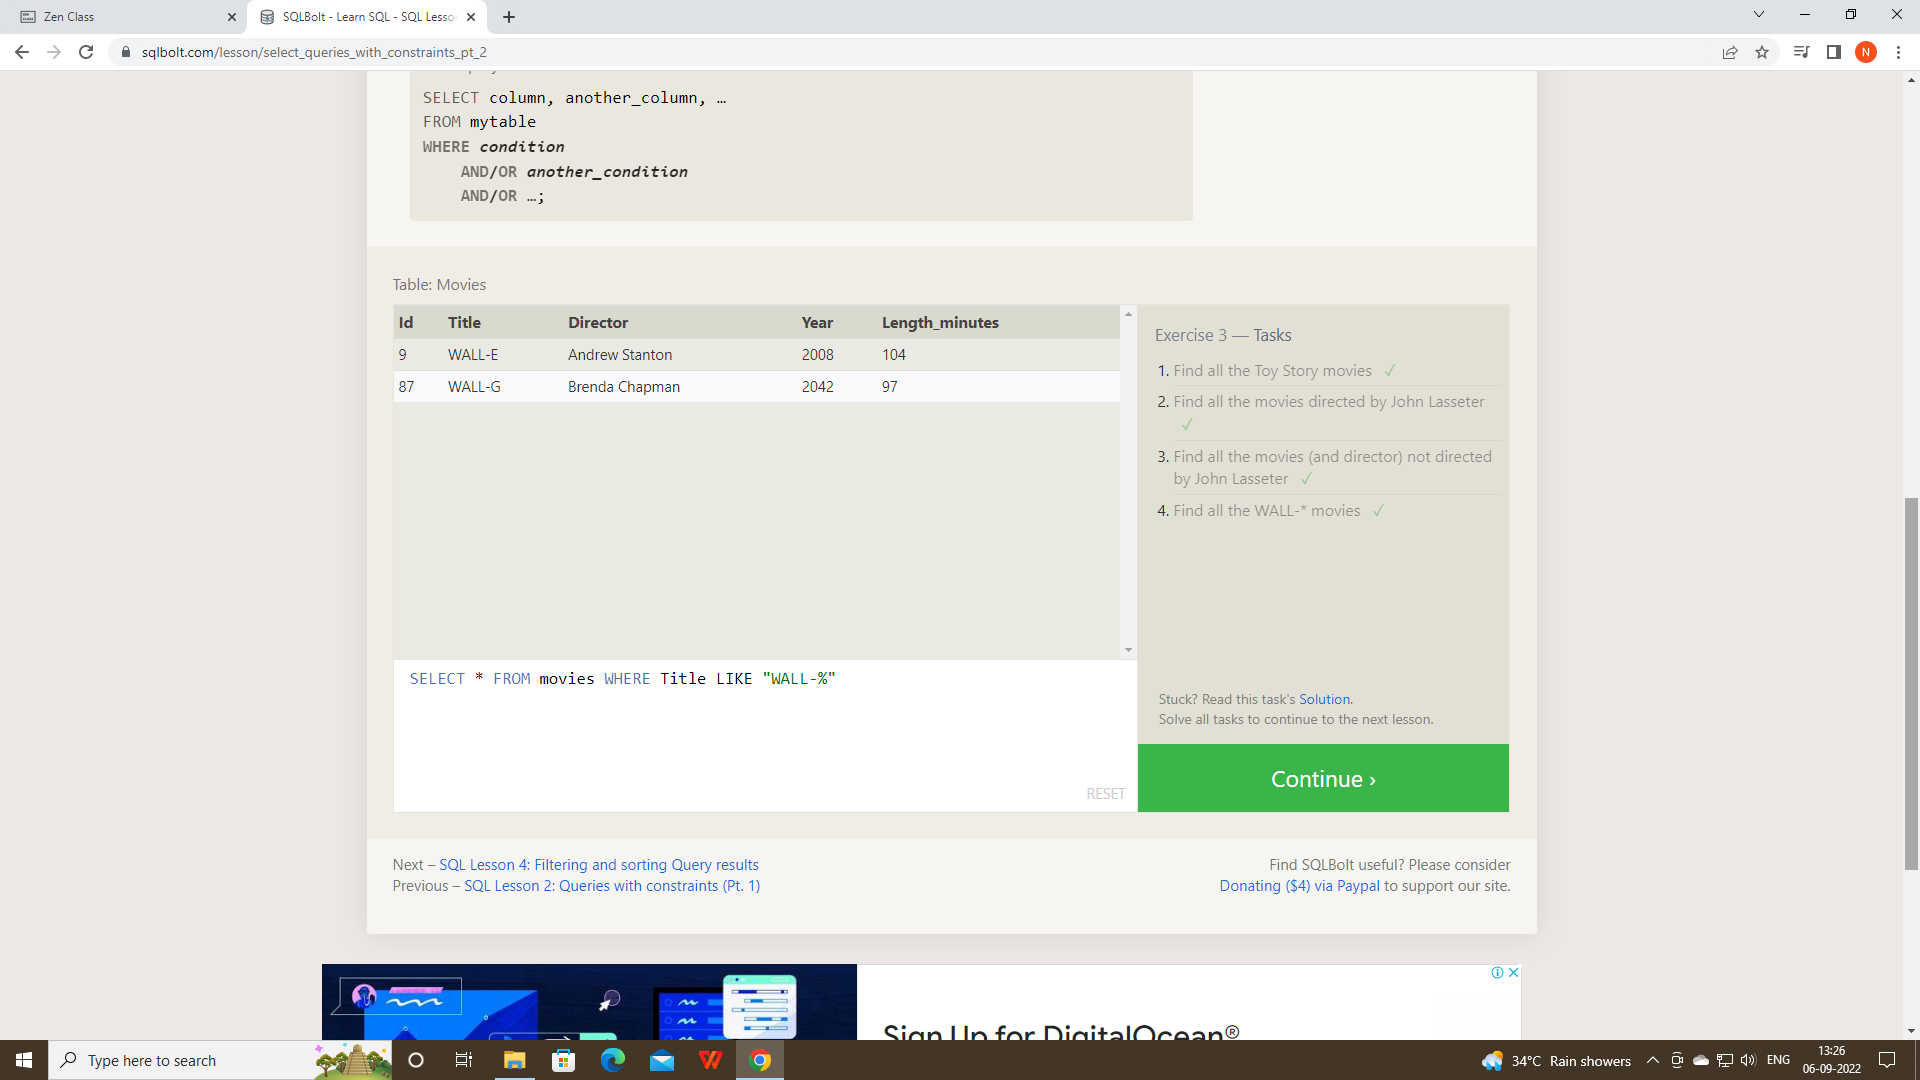 Zen Class
SQLBolt - Learn SQL - SQL Lesso
sqlbolt.com/lesson/select_queries_with_constraints_pt_2
N
SELECT column, another_column, …
FROM mytable
WHERE condition
AND/OR another_condition
AND/OR …;
Table: Movies
Id Title Director Year Length_minutes
9 WALL-E Andrew Stanton 2008 104
87 WALL-G Brenda Chapman 2042 97
Exercise 3 — Tasks
1. Find all the Toy Story movies ✓
2. Find all the movies directed by John Lasseter
✓
3. Find all the movies (and director) not directed
by John Lasseter ✓
4. Find all the WALL-* movies ✓
SELECT * FROM movies WHERE Title LIKE "WALL-%"
RESET
Stuck? Read this task's Solution.
Solve all tasks to continue to the next lesson.
Continue ›
Next – SQL Lesson 4: Filtering and sorting Query results
Previous – SQL Lesson 2: Queries with constraints (Pt. 1)
Find SQLBolt useful? Please consider
Donating ($4) via Paypal to support our site.
Sign Up for DigitalOcean®
Type here to search
34°C Rain showers
ENG
13:26
06-09-2022